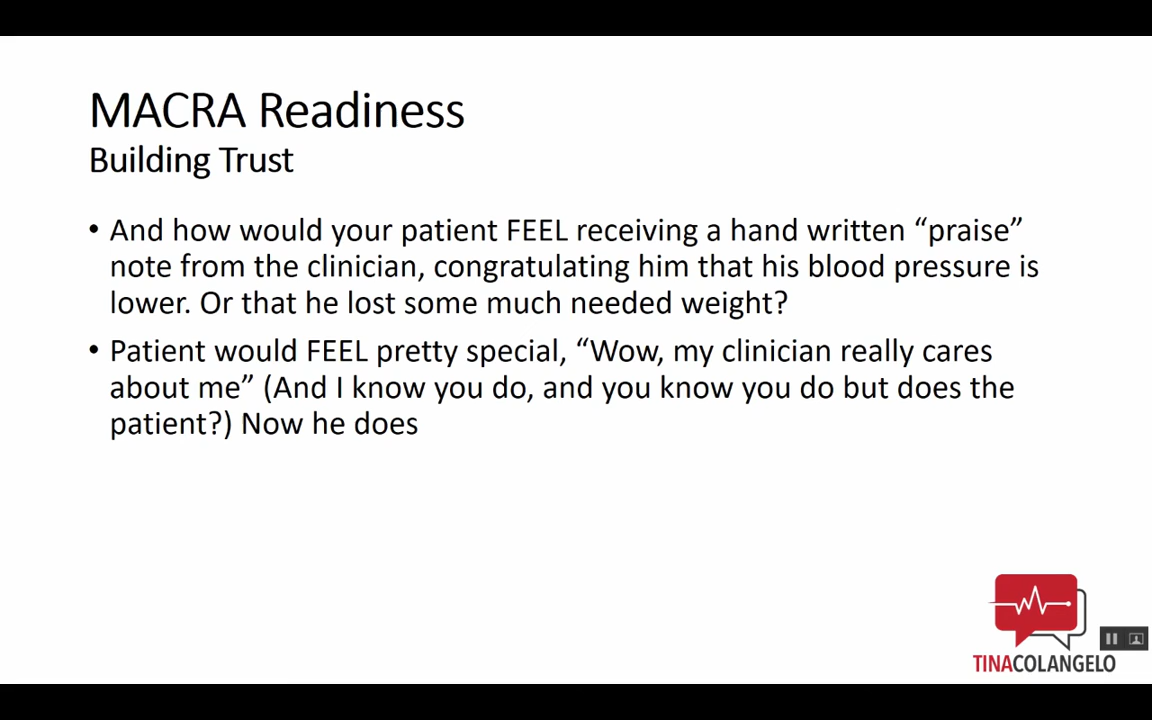 MACRA Readiness
Building Trust
• And how would your patient FEEL receiving a hand written “praise”
note from the clinician, congratulating him that his blood pressure is
lower. Or that he lost some much needed weight?
• Patient would FEEL pretty special, “Wow, my clinician really cares
about me” (And I know you do, and you know you do but does the
patient?) Now he does
TINACOLANGELO